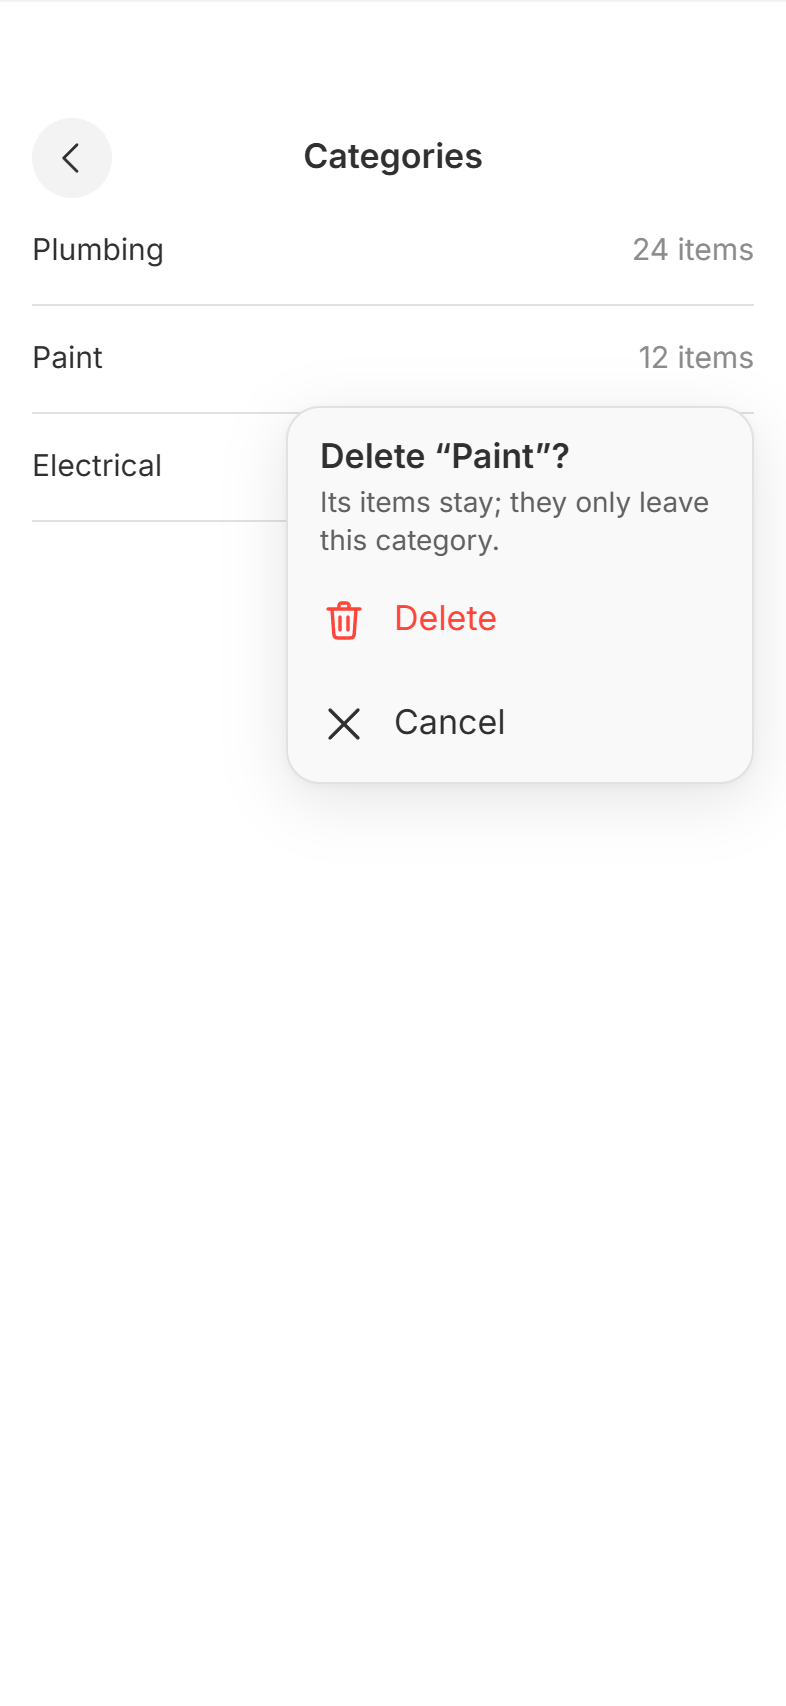 Categories
Plumbing 24 items
Paint 12 items
Electrical
Delete “Paint”?
Its items stay; they only leave
this category.
Delete
Cancel